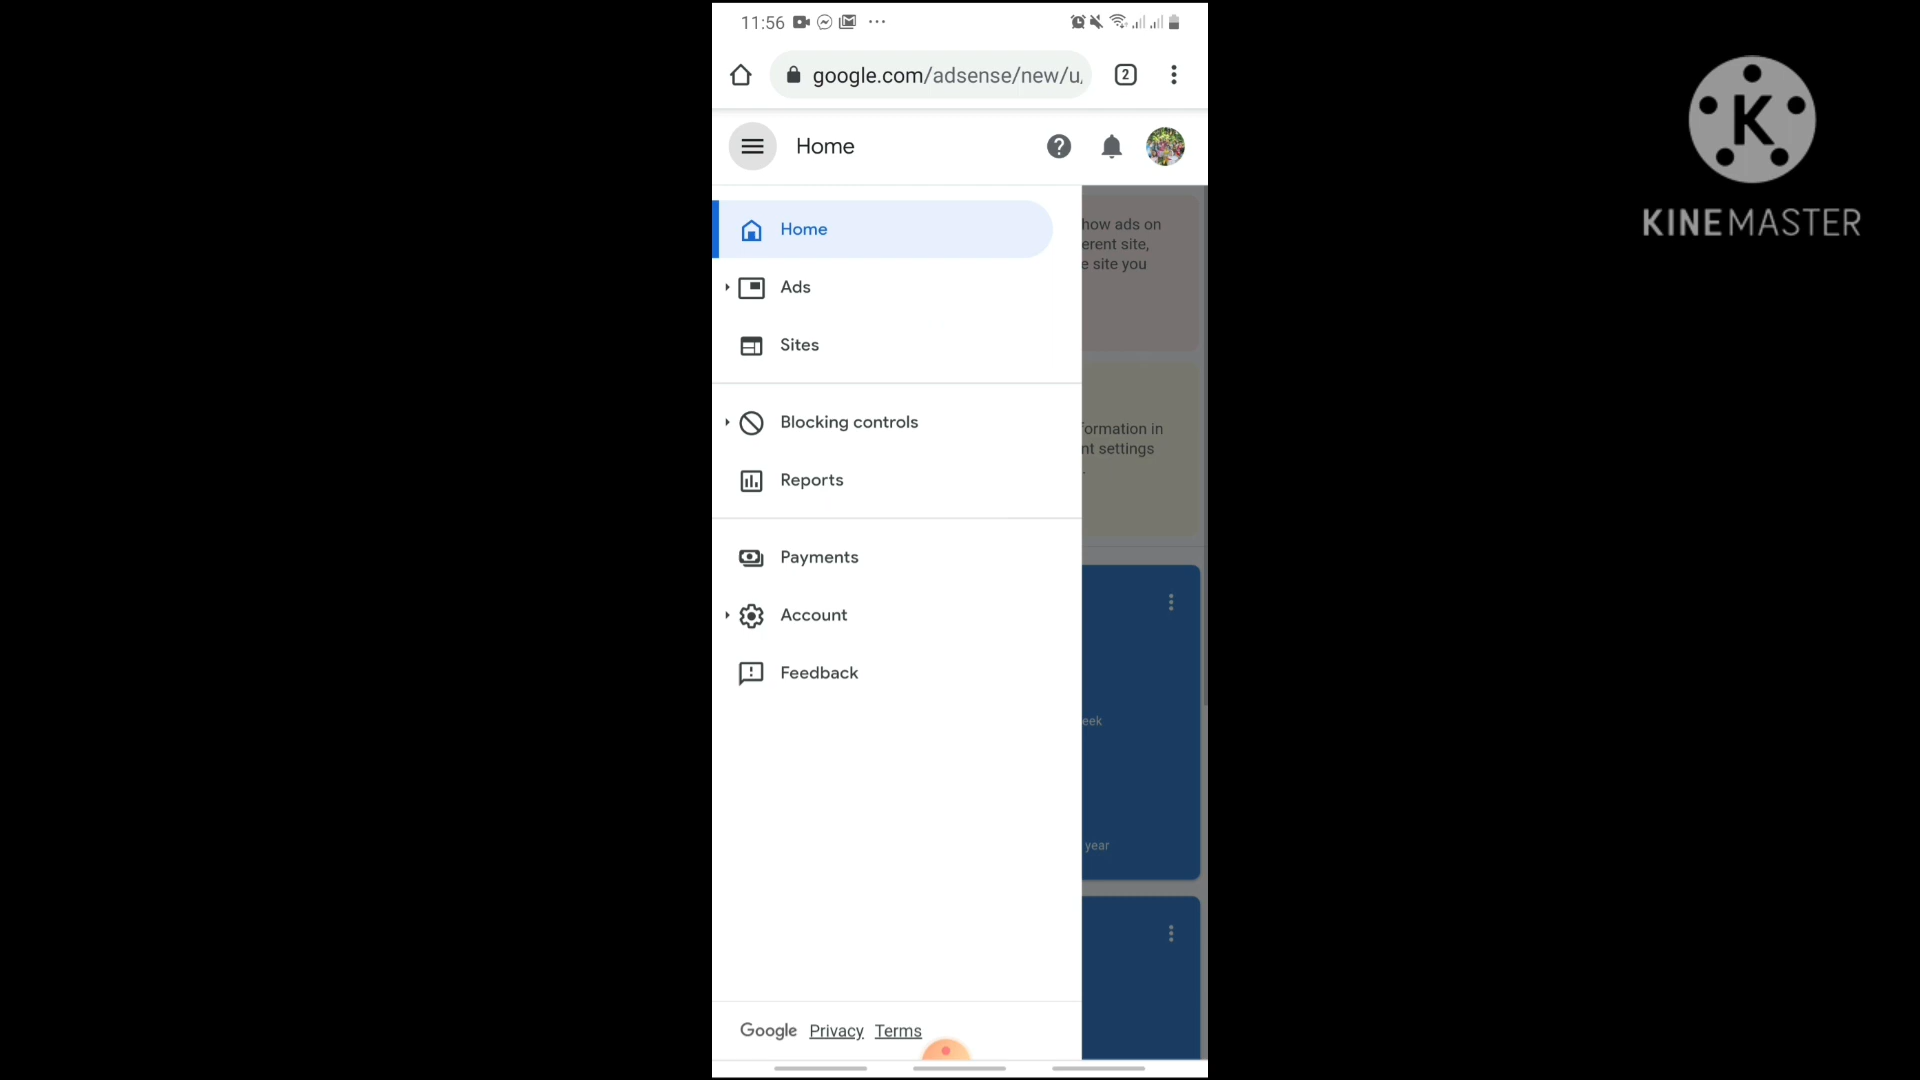 11:56
google.com/adsense/new/u
2
Home
K
KINEMASTER
Home
how ads on
Ads
erent site,
e site you
Sites
Blocking controls
formation in
nt settings
Reports
Payments
Account
Feedback
eek
year
Google Privacy Terms